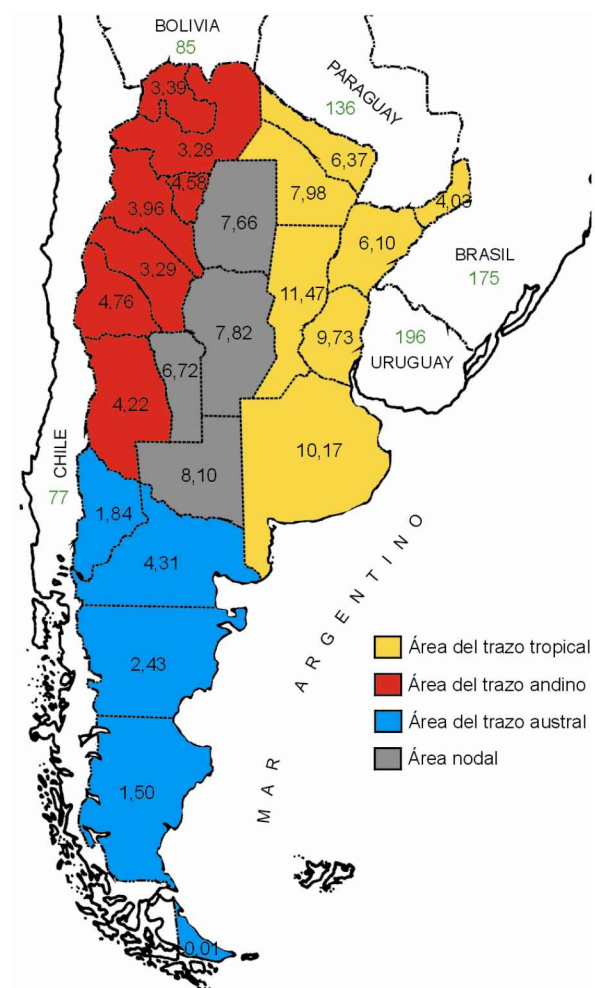 BOLIVIA
85
PARAGUAY
136
3,39
3,28
6,37
4,58
7,98
4,03
3,96
7,66
6,10
BRASIL
175
3,29
11,47
4,76
7,82
9,73
196
URUGUAY
6,72
4,22
10,17
CHILE
77
8,10
1,84
4,31
MAR ARGENTINO
Área del trazo tropical
Área del trazo andino
Área del trazo austral
Área nodal
2,43
1,50
0,01